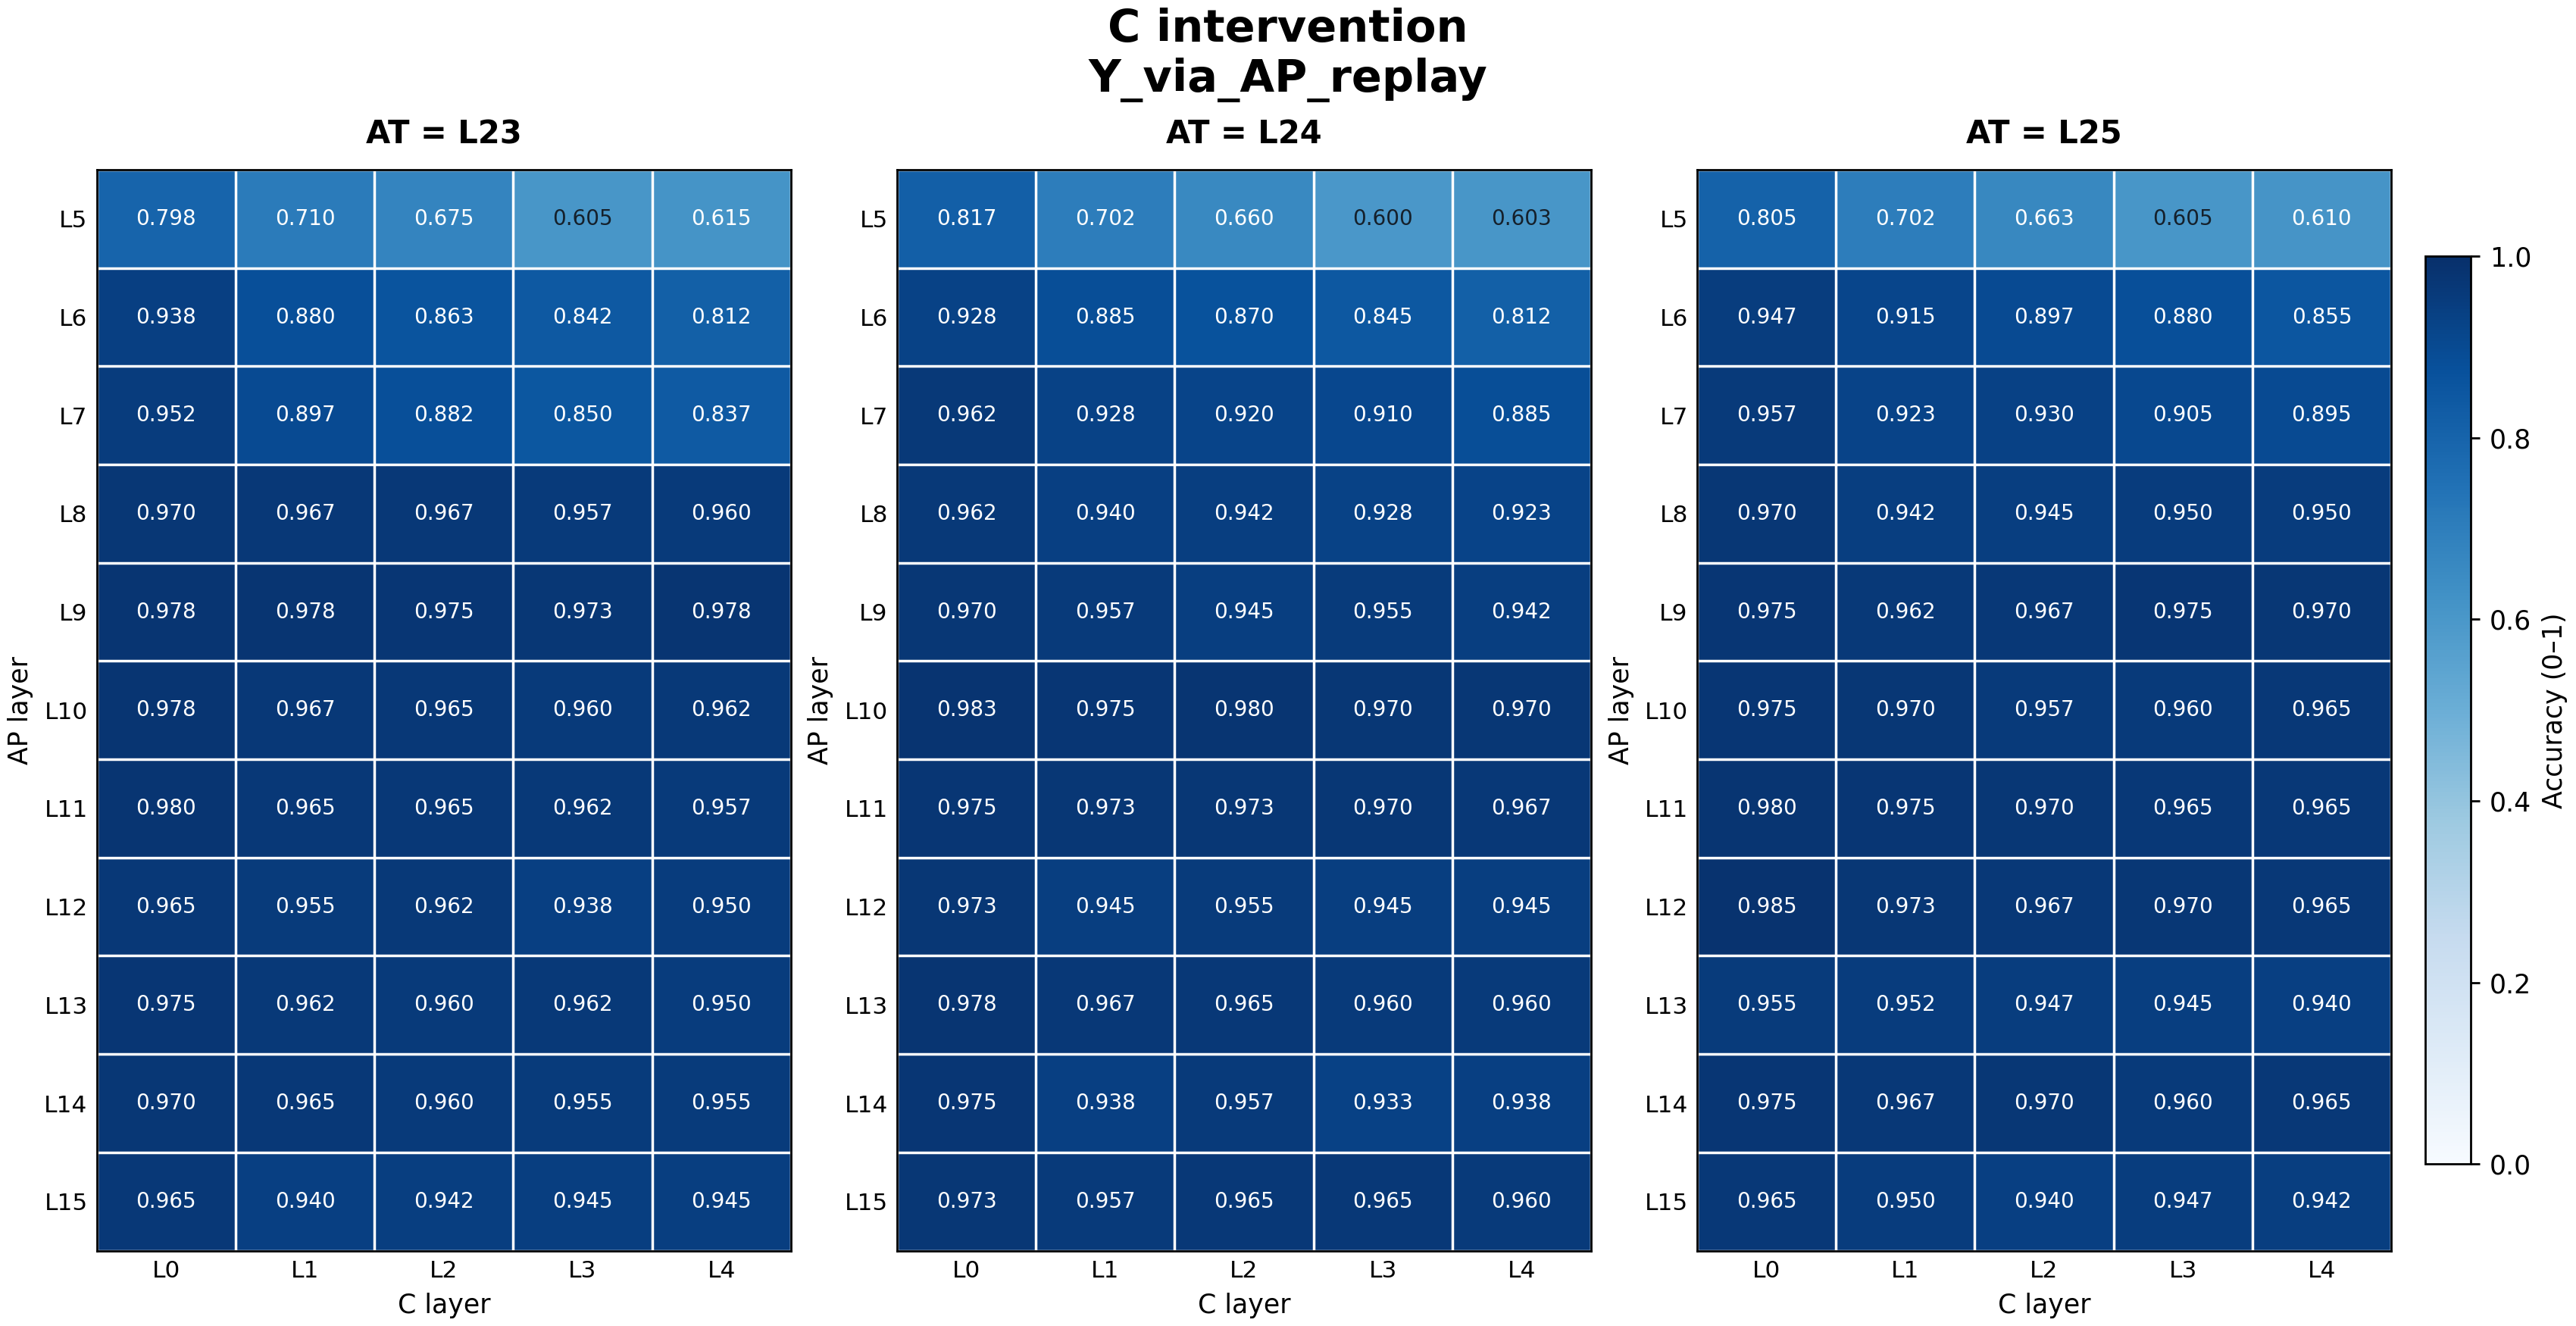 C intervention
Y_via_AP_replay
AT = L23
AP layer
L5 0.798 0.710 0.675 0.605 0.615
L6 0.938 0.880 0.863 0.842 0.812
L7 0.952 0.897 0.882 0.850 0.837
L8 0.970 0.967 0.967 0.957 0.960
L9 0.978 0.978 0.975 0.973 0.978
L10 0.978 0.967 0.965 0.960 0.962
L11 0.980 0.965 0.965 0.962 0.957
L12 0.965 0.955 0.962 0.938 0.950
L13 0.975 0.962 0.960 0.962 0.950
L14 0.970 0.965 0.960 0.955 0.955
L15 0.965 0.940 0.942 0.945 0.945
L0 L1 L2 L3 L4
C layer
AT = L24
AP layer
L5 0.817 0.702 0.660 0.600 0.603
L6 0.928 0.885 0.870 0.845 0.812
L7 0.962 0.928 0.920 0.910 0.885
L8 0.962 0.940 0.942 0.928 0.923
L9 0.970 0.957 0.945 0.955 0.942
L10 0.983 0.975 0.980 0.970 0.970
L11 0.975 0.973 0.973 0.970 0.967
L12 0.973 0.945 0.955 0.945 0.945
L13 0.978 0.967 0.965 0.960 0.960
L14 0.975 0.938 0.957 0.933 0.938
L15 0.973 0.957 0.965 0.965 0.960
L0 L1 L2 L3 L4
C layer
AT = L25
AP layer
L5 0.805 0.702 0.663 0.605 0.610
L6 0.947 0.915 0.897 0.880 0.855
L7 0.957 0.923 0.930 0.905 0.895
L8 0.970 0.942 0.945 0.950 0.950
L9 0.975 0.962 0.967 0.975 0.970
L10 0.975 0.970 0.957 0.960 0.965
L11 0.980 0.975 0.970 0.965 0.965
L12 0.985 0.973 0.967 0.970 0.965
L13 0.955 0.952 0.947 0.945 0.940
L14 0.975 0.967 0.970 0.960 0.965
L15 0.965 0.950 0.940 0.947 0.942
L0 L1 L2 L3 L4
C layer
1.0
0.8
0.6
0.4
0.2
0.0
Accuracy (0–1)